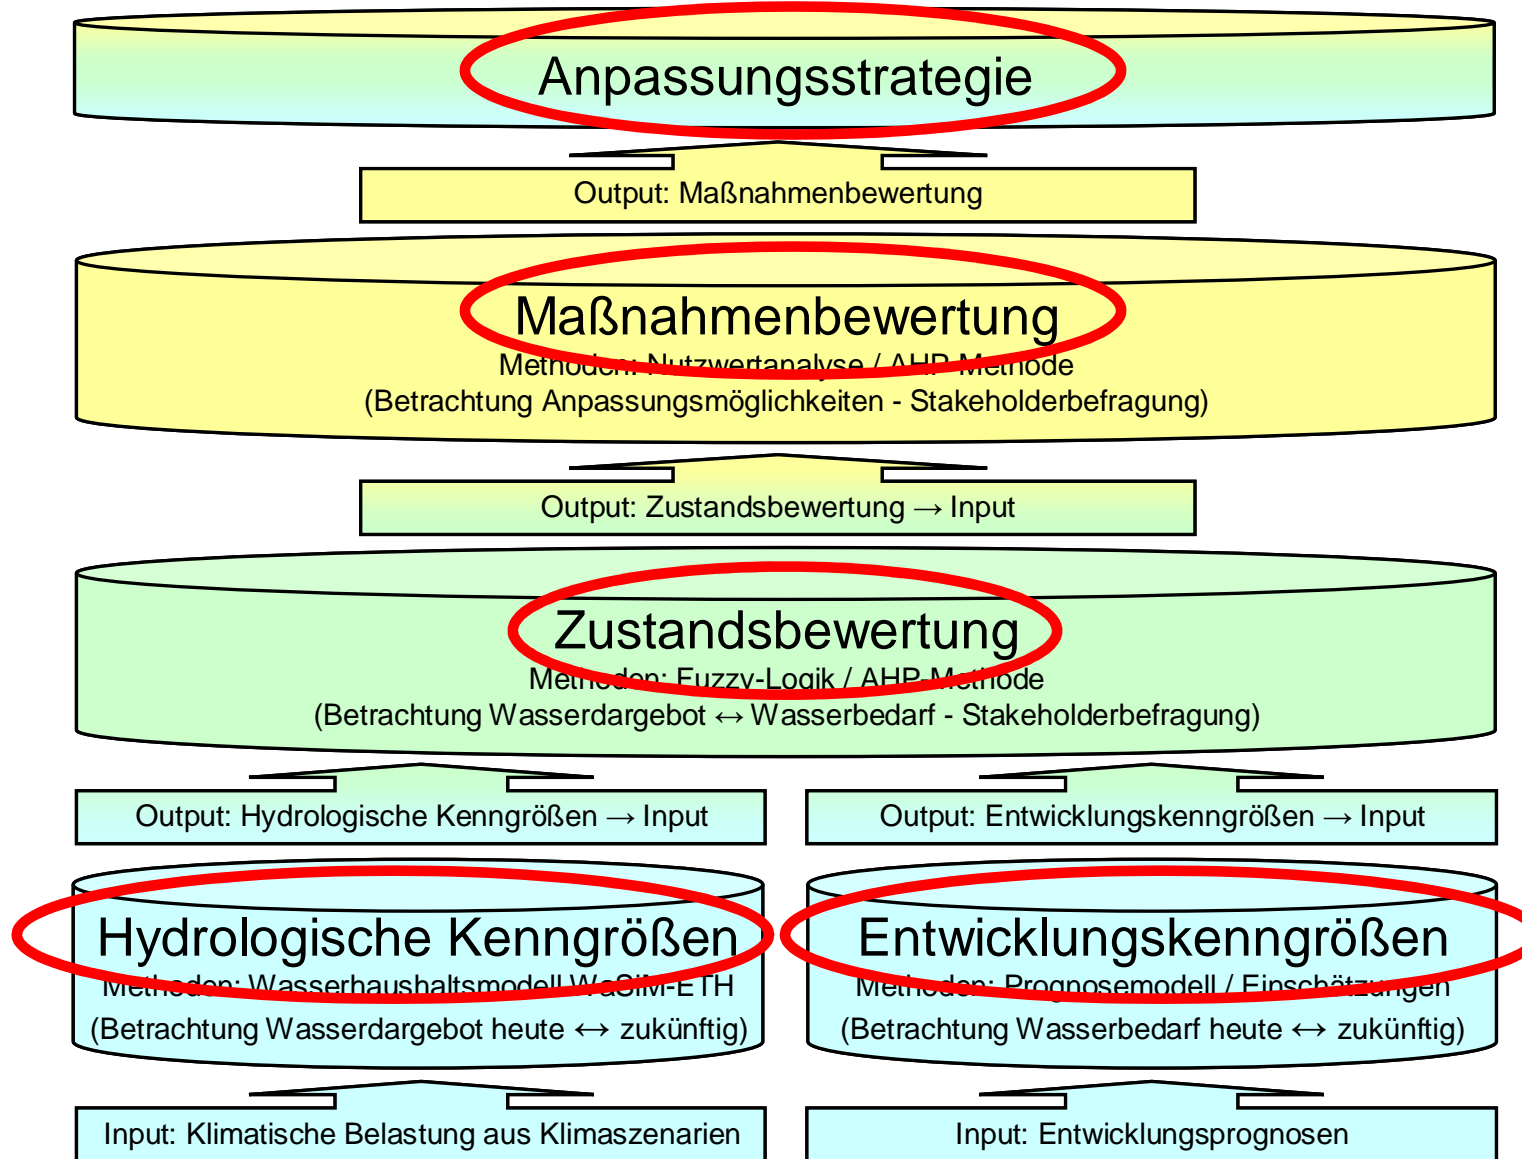 Anpassungsstrategie
Output: Maßnahmenbewertung
Maßnahmenbewertung
Methoden: Nutzwertanalyse / AHP-Methode
(Betrachtung Anpassungsmöglichkeiten - Stakeholderbefragung)
Output: Zustandsbewertung → Input
Zustandsbewertung
Methoden: Fuzzy-Logik / AHP-Methode
(Betrachtung Wasserdargebot ↔ Wasserbedarf - Stakeholderbefragung)
Output: Hydrologische Kenngrößen → Input
Output: Entwicklungskenngrößen → Input
Hydrologische Kenngrößen
Methoden: Wasserhaushaltsmodell WaSiM-ETH
(Betrachtung Wasserdargebot heute ↔ zukünftig)
Entwicklungskenngrößen
Methoden: Prognosemodell / Einschätzungen
(Betrachtung Wasserbedarf heute ↔ zukünftig)
Input: Klimatische Belastung aus Klimaszenarien
Input: Entwicklungsprognosen